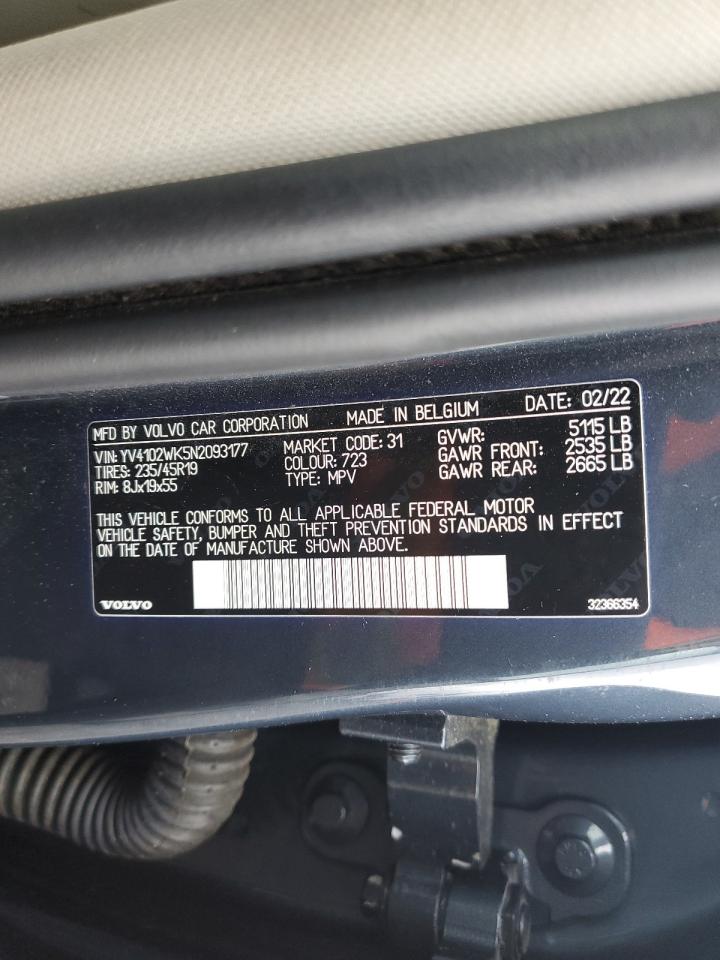 MFD BY VOLVO CAR CORPORATION MADE IN BELGIUM DATE: 02/22
VIN: YV4102WK5N2093177 MARKET CODE: 31 GVWR: 5115 LB
TIRES: 235/45R19 COLOUR: 723 GAWR FRONT: 2535 LB
RIM: 8Jx19x55 TYPE: MPV GAWR REAR: 2665 LB
THIS VEHICLE CONFORMS TO ALL APPLICABLE FEDERAL MOTOR
VEHICLE SAFETY, BUMPER AND THEFT PREVENTION STANDARDS IN EFFECT
ON THE DATE OF MANUFACTURE SHOWN ABOVE.
VOLVO 32366354